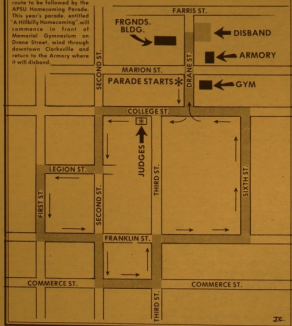 route to be followed by the
APSU Homecoming Parade.
This year's parade, entitled
'A Hillbilly Homecoming' will
commence in front of
Memorial Gymnasium on
Drane Street, wind through
downtown Clarksville and
return to the Armory where
it will disband.
FARRIS ST.
FRGNDS.
BLDG.
DISBAND
ARMORY
MARION ST.
DRANE ST.
SECOND ST.
PARADE STARTS*
GYM
COLLEGE ST.
JUDGES
LEGION ST.
FIRST ST.
SECOND ST.
THIRD ST.
SIXTH ST.
FRANKLIN ST.
COMMERCE ST.
COMMERCE ST.
THIRD ST.